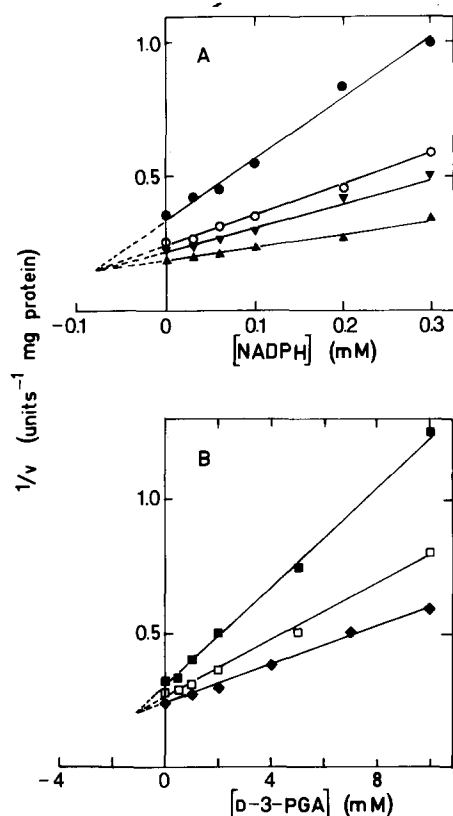 A
1.0
0.5
-0.1
0
0.1
0.2
0.3
[NADPH] (mM)
1/v (units⁻¹ mg protein)
B
1.0
0.5
-4
0
4
8
[D-3-PGA] (mM)